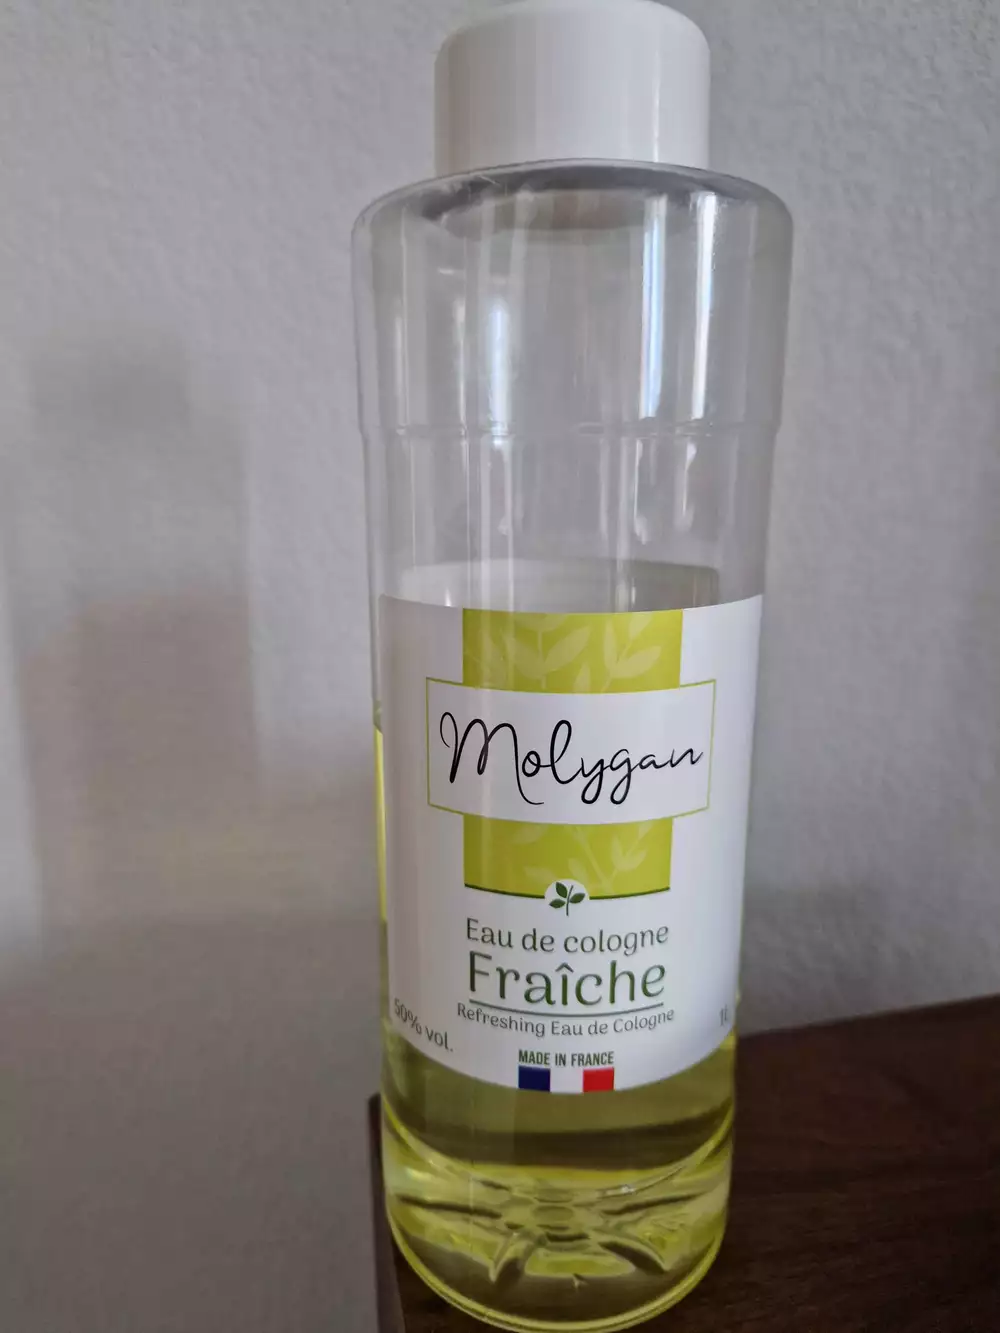 Molygan
Eau de cologne
Fraîche
Refreshing Eau de Cologne
50% vol.
1L
MADE IN FRANCE